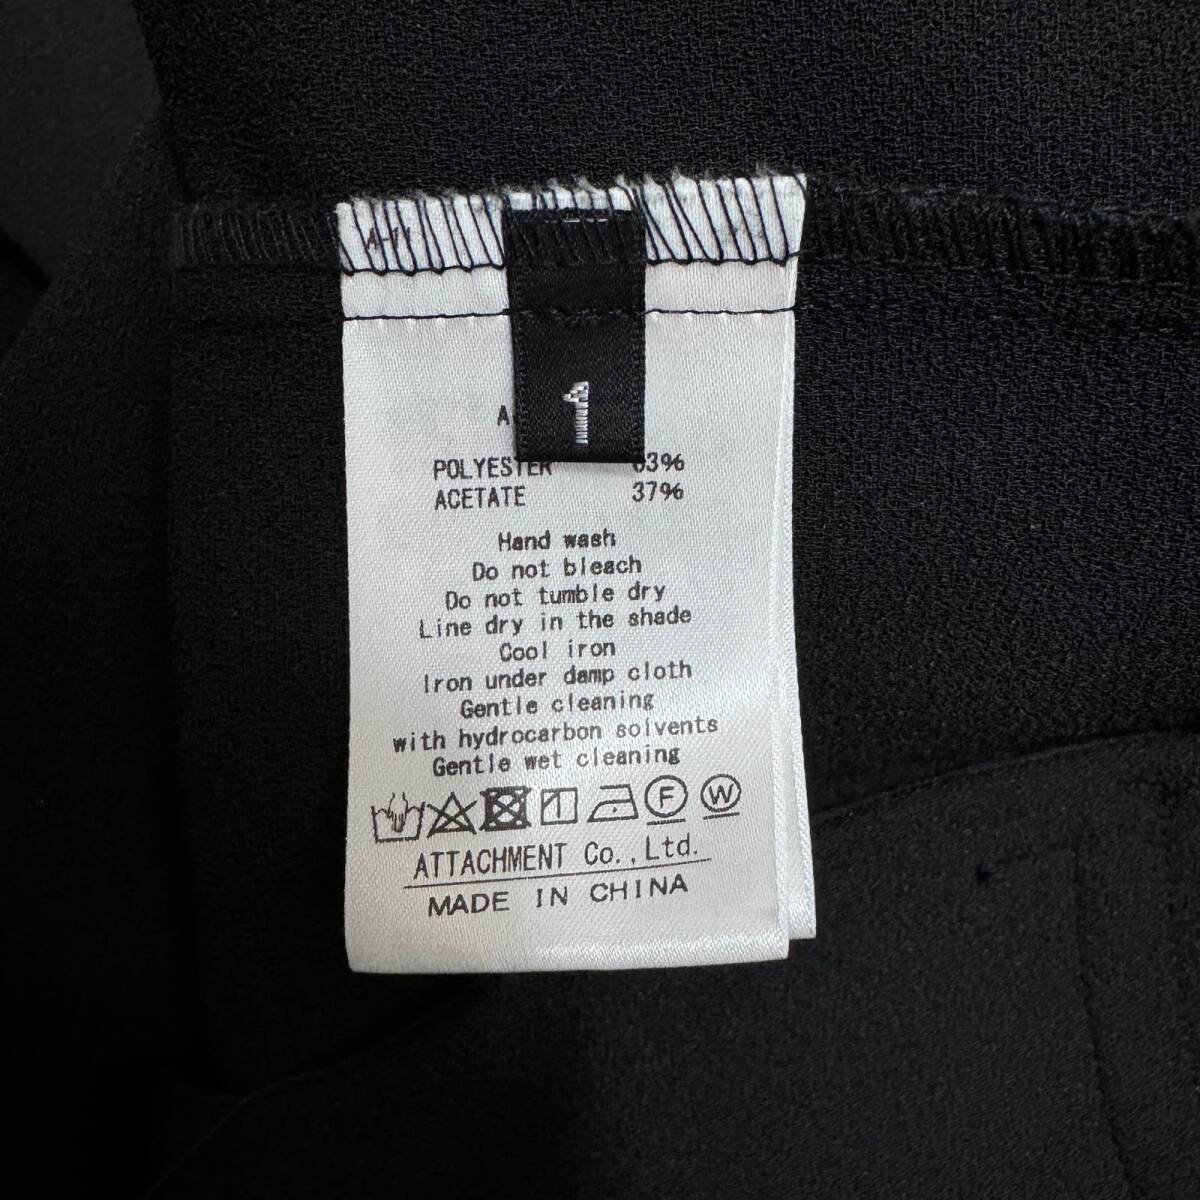 1
POLYESTER 63%
ACETATE 37%
Hand wash
Do not bleach
Do not tumble dry
Line dry in the shade
Cool iron
Iron under damp cloth
Gentle cleaning
with hydrocarbon solvents
Gentle wet cleaning
F W
ATTACHMENT Co., Ltd.
MADE IN CHINA